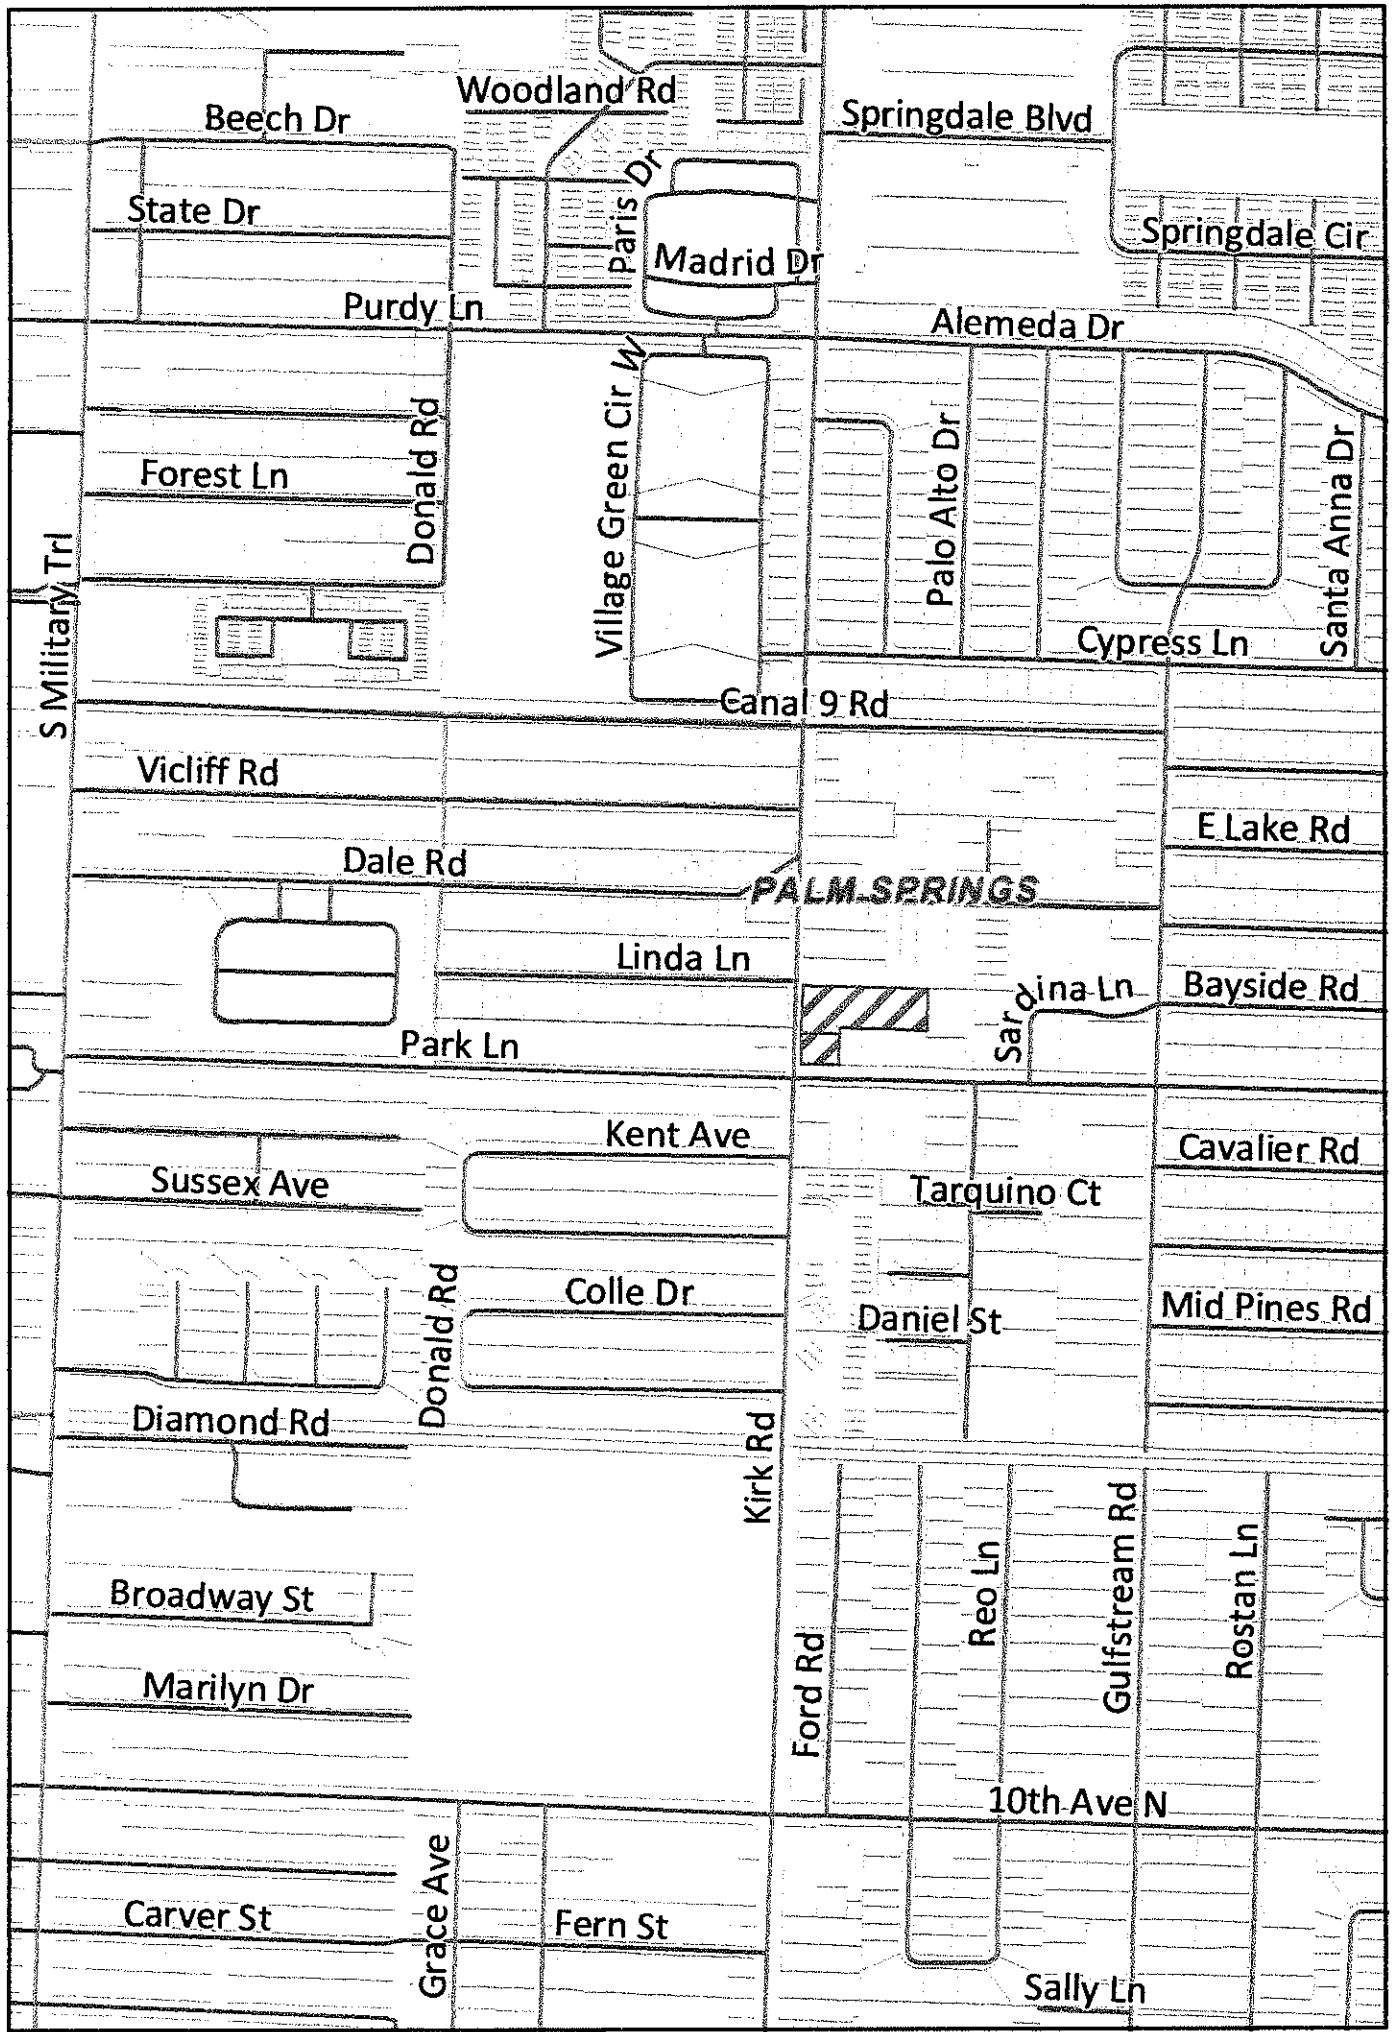 Woodland Rd
Beech Dr
Springdale Blvd
Paris Dr
State Dr
Springdale Cir
Madrid Dr
Purdy Ln
Alemeda Dr
Village Green Cir W
Donald Rd
Forest Ln
Palo Alto Dr
Santa Anna Dr
S Military Trl
Cypress Ln
Canal 9 Rd
Vicliff Rd
E Lake Rd
Dale Rd
PALM SPRINGS
Linda Ln
Sardina Ln
Bayside Rd
Park Ln
Kent Ave
Cavalier Rd
Sussex Ave
Tarquino Ct
Donald Rd
Colle Dr
Daniel St
Mid Pines Rd
Diamond Rd
Kirk Rd
Reo Ln
Gulfstream Rd
Rostan Ln
Broadway St
Ford Rd
Marilyn Dr
10th Ave N
Grace Ave
Carver St
Fern St
Sally Ln